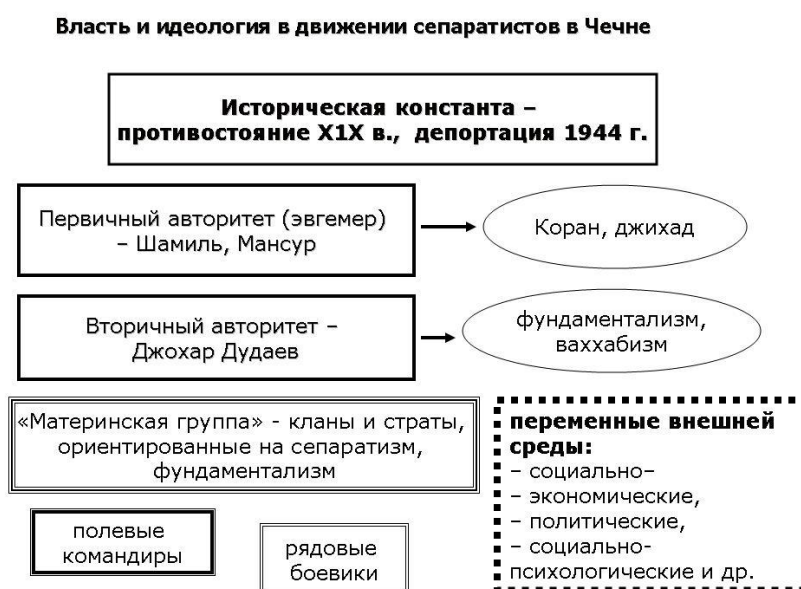 Власть и идеология в движении сепаратистов в Чечне
Историческая константа –
противостояние Х1Х в., депортация 1944 г.
Первичный авторитет (эвгемер)
– Шамиль, Мансур
Коран, джихад
Вторичный авторитет –
Джохар Дудаев
фундаментализм,
ваххабизм
«Материнская группа» - кланы и страты,
ориентированные на сепаратизм,
фундаментализм
переменные внешней
среды:
– социально–
– экономические,
– политические,
– социально-
психологические и др.
полевые
командиры
рядовые
боевики